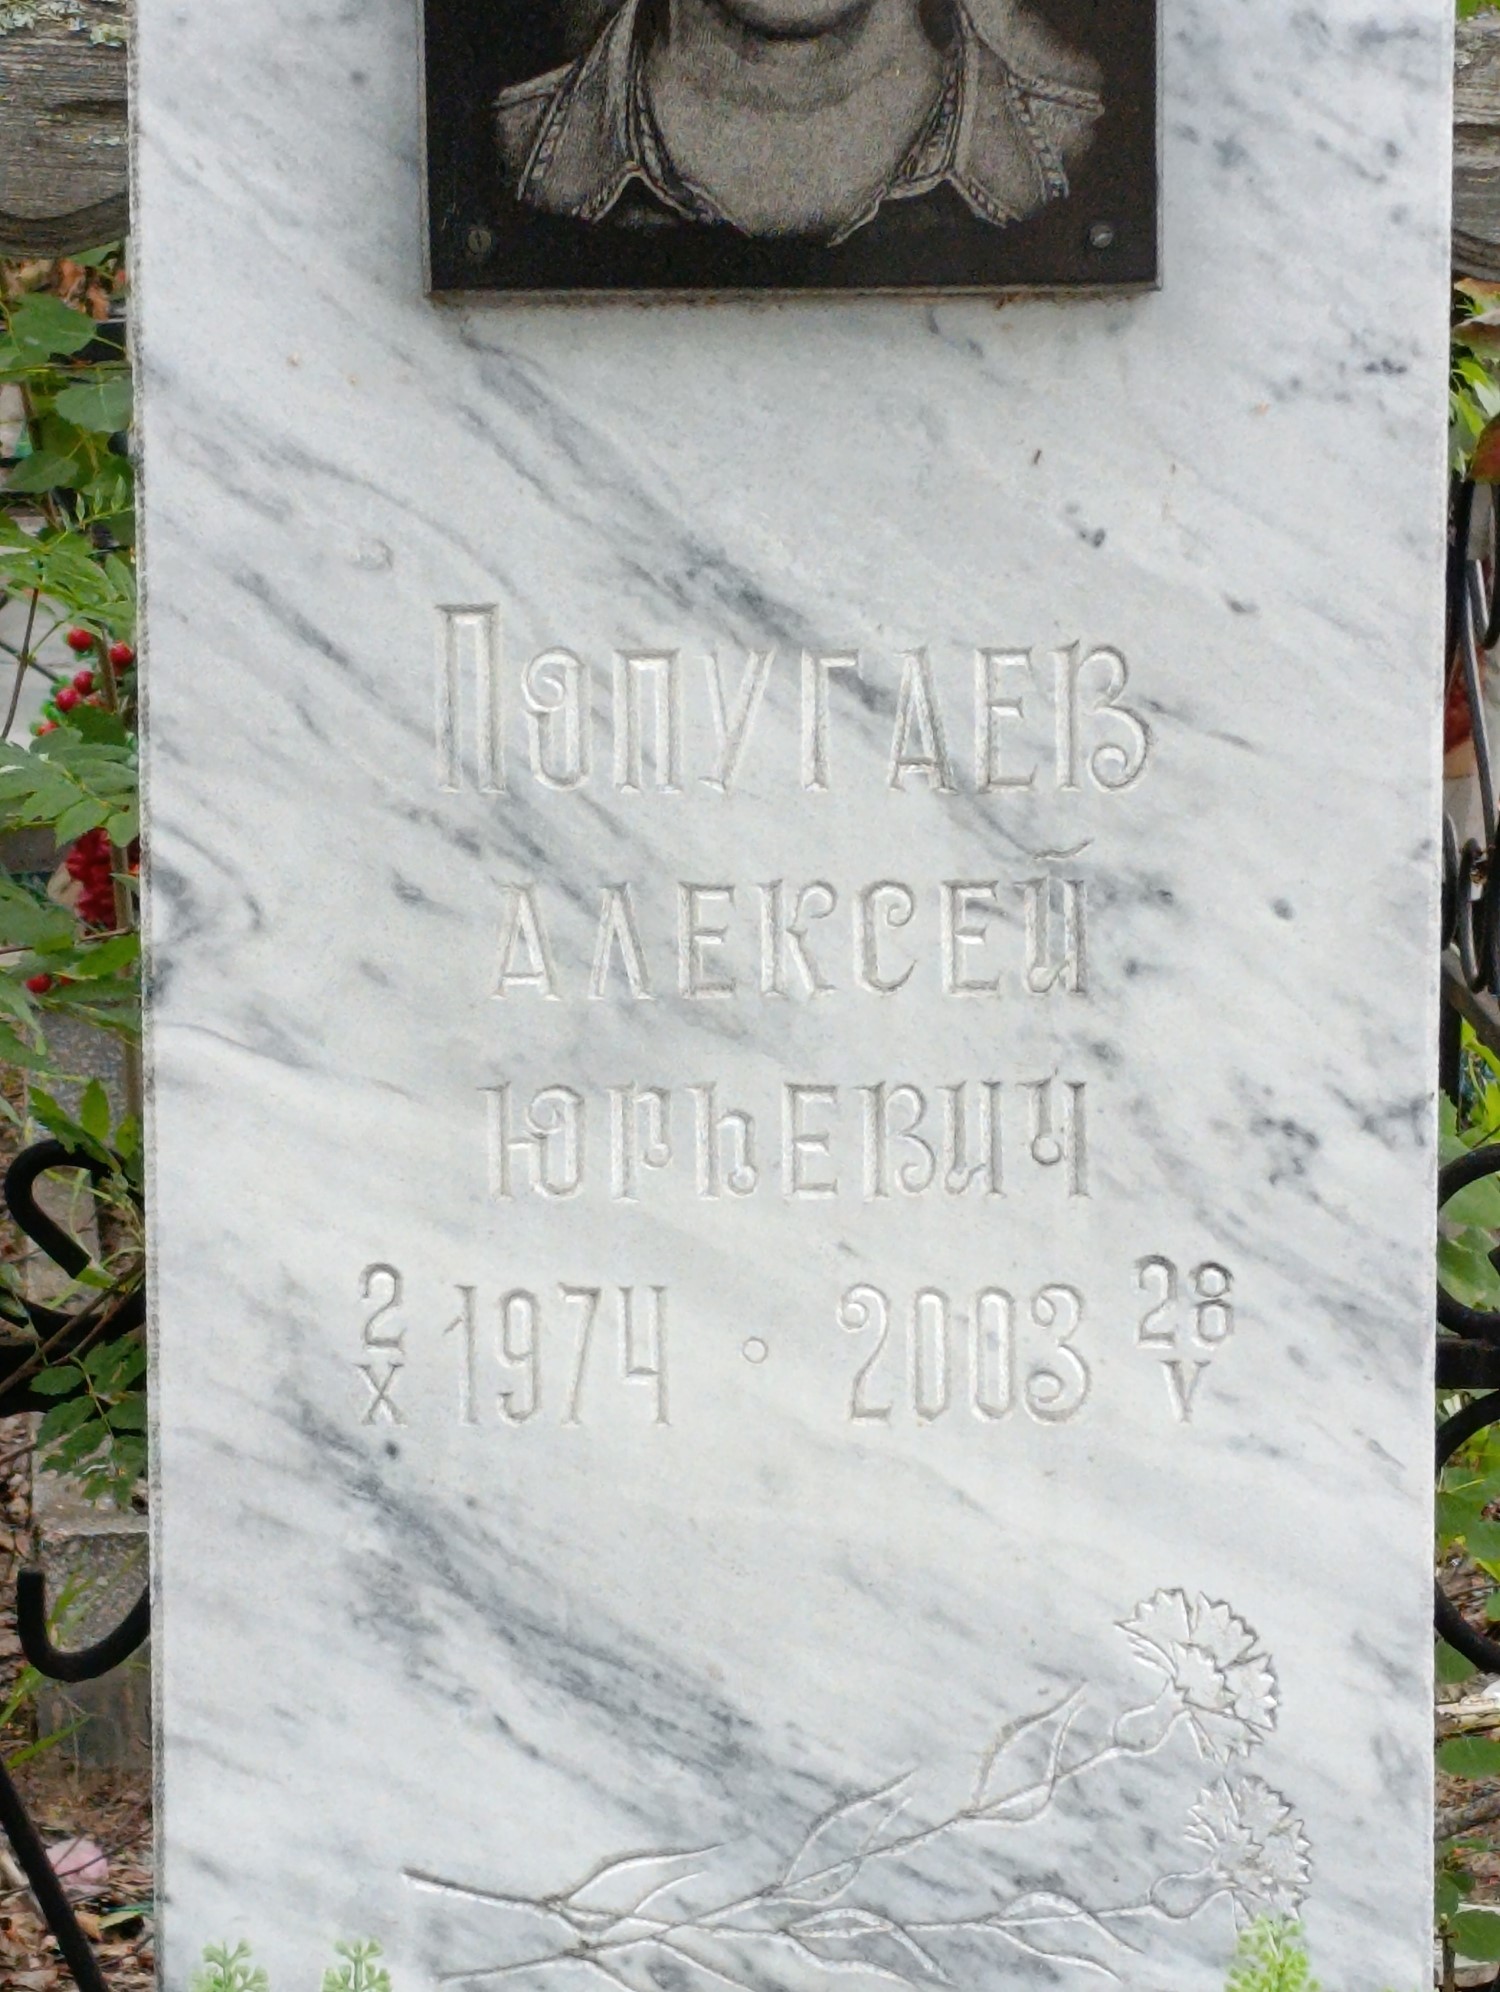 Попугаев
Алексей
Юрьевич
2/X 1974 • 2003 28/V